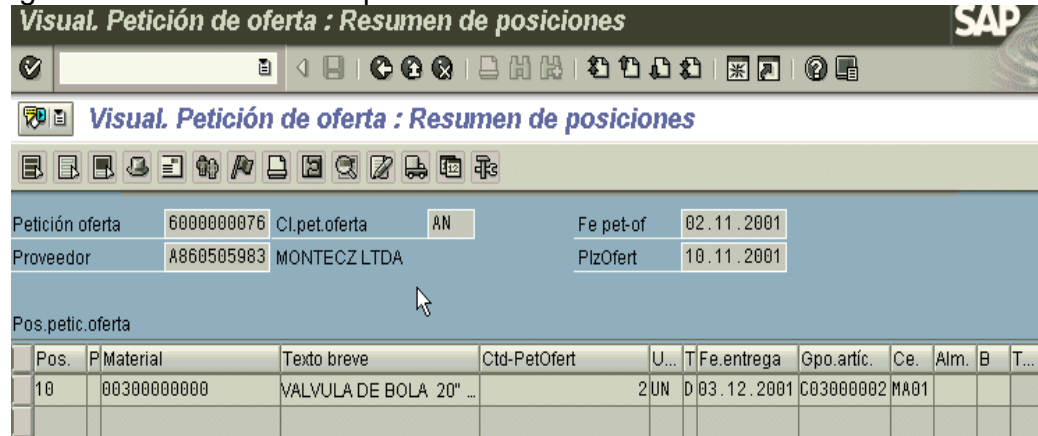 Visual. Petición de oferta : Resumen de posiciones SAP
Visual. Petición de oferta : Resumen de posiciones
Petición oferta 6000000076 Cl.pet.oferta AN Fe pet-of 02.11.2001
Proveedor A860505983 MONTECZ LTDA PlzOfert 10.11.2001
Pos.petic.oferta
Pos. P Material Texto breve Ctd-PetOfert U... T Fe.entrega Gpo.artíc. Ce. Alm. B T...
10 00300000000 VALVULA DE BOLA 20" ... 2 UN D 03.12.2001 C03000002 MA01